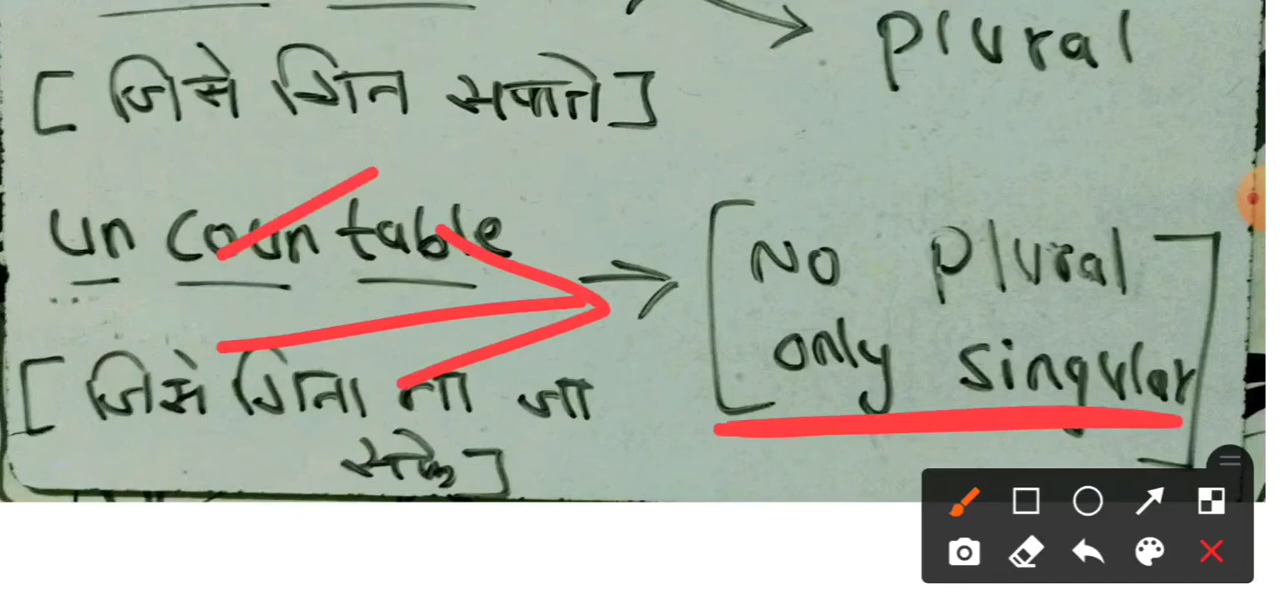 plural
[ जिसे गिन सकते ]
un countable → [ No plural
only singular ]
[ जिसे गिना ना जा
सके ]